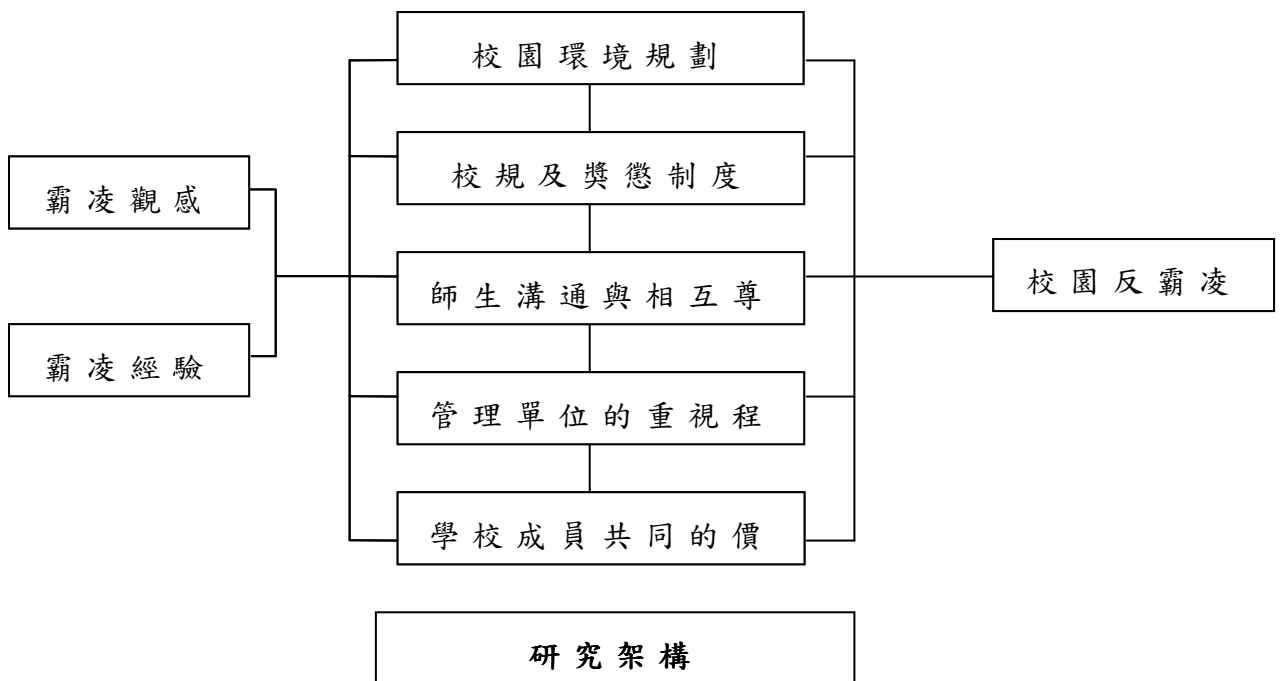 校園環境規劃
校規及獎懲制度
霸凌觀感
師生溝通與相互尊
校園反霸凌
霸凌經驗
管理單位的重視程
學校成員共同的價
研究架構